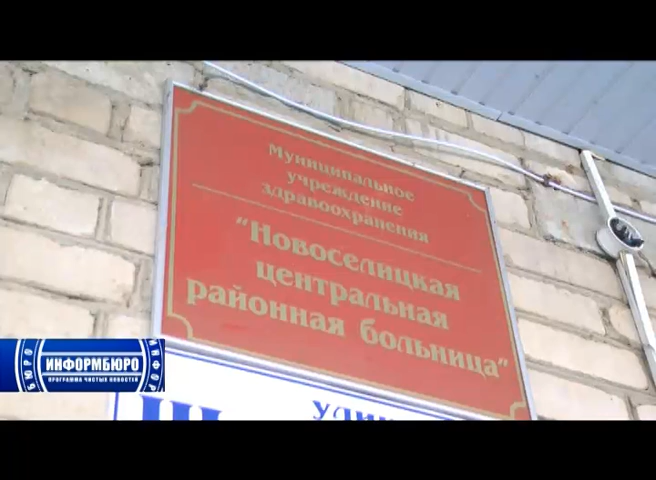 Муниципальное
учреждение
здравоохранения
"Новоселицкая
центральная
районная больница"
ИНФОРМБЮРО
ПРОГРАММА ЧИСТЫХ НОВОСТЕЙ